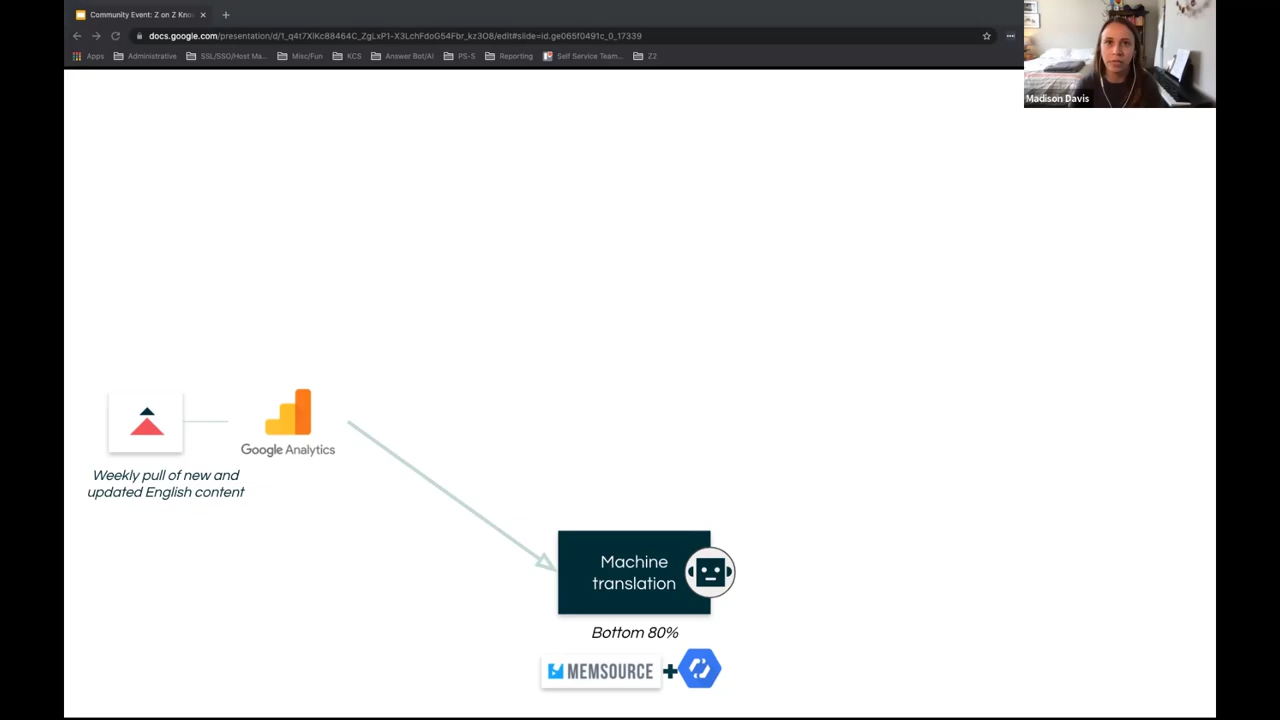 Community Event: Z on Z Kno
docs.google.com/presentation/d/1_q4t7XlKc88464C_ZgLxP1-X3LchFdoG54Fbr_kz3O8/edit#slide=id.ge065f0491c_0_17339
Apps Administrative SSL/SSO/Host Ma... Misc/Fun KCS Answer Bot/AI PS-5 Reporting Self Service Team... Z2
Madison Davis
Google Analytics
Weekly pull of new and
updated English content
Machine
translation
Bottom 80%
MEMSOURCE